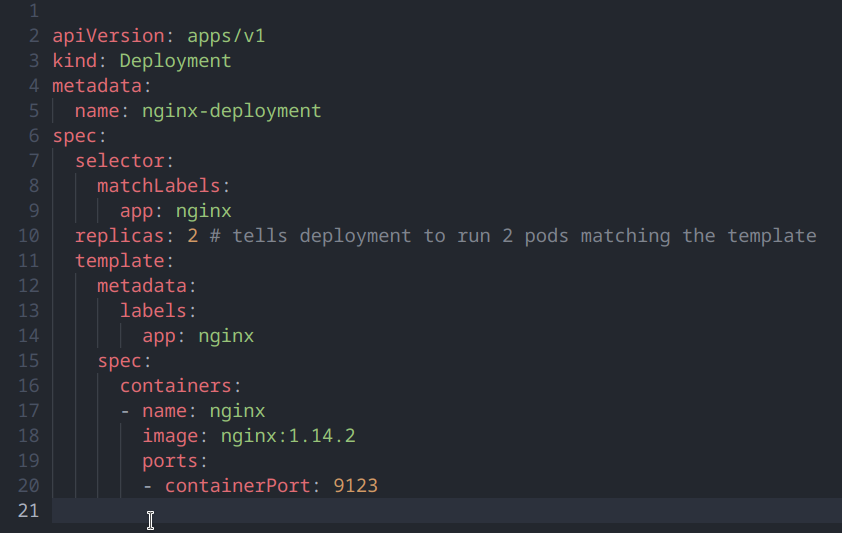 1
2 apiVersion: apps/v1
3 kind: Deployment
4 metadata:
5   name: nginx-deployment
6 spec:
7   selector:
8     matchLabels:
9       app: nginx
10   replicas: 2 # tells deployment to run 2 pods matching the template
11   template:
12     metadata:
13       labels:
14         app: nginx
15     spec:
16       containers:
17       - name: nginx
18         image: nginx:1.14.2
19         ports:
20         - containerPort: 9123
21